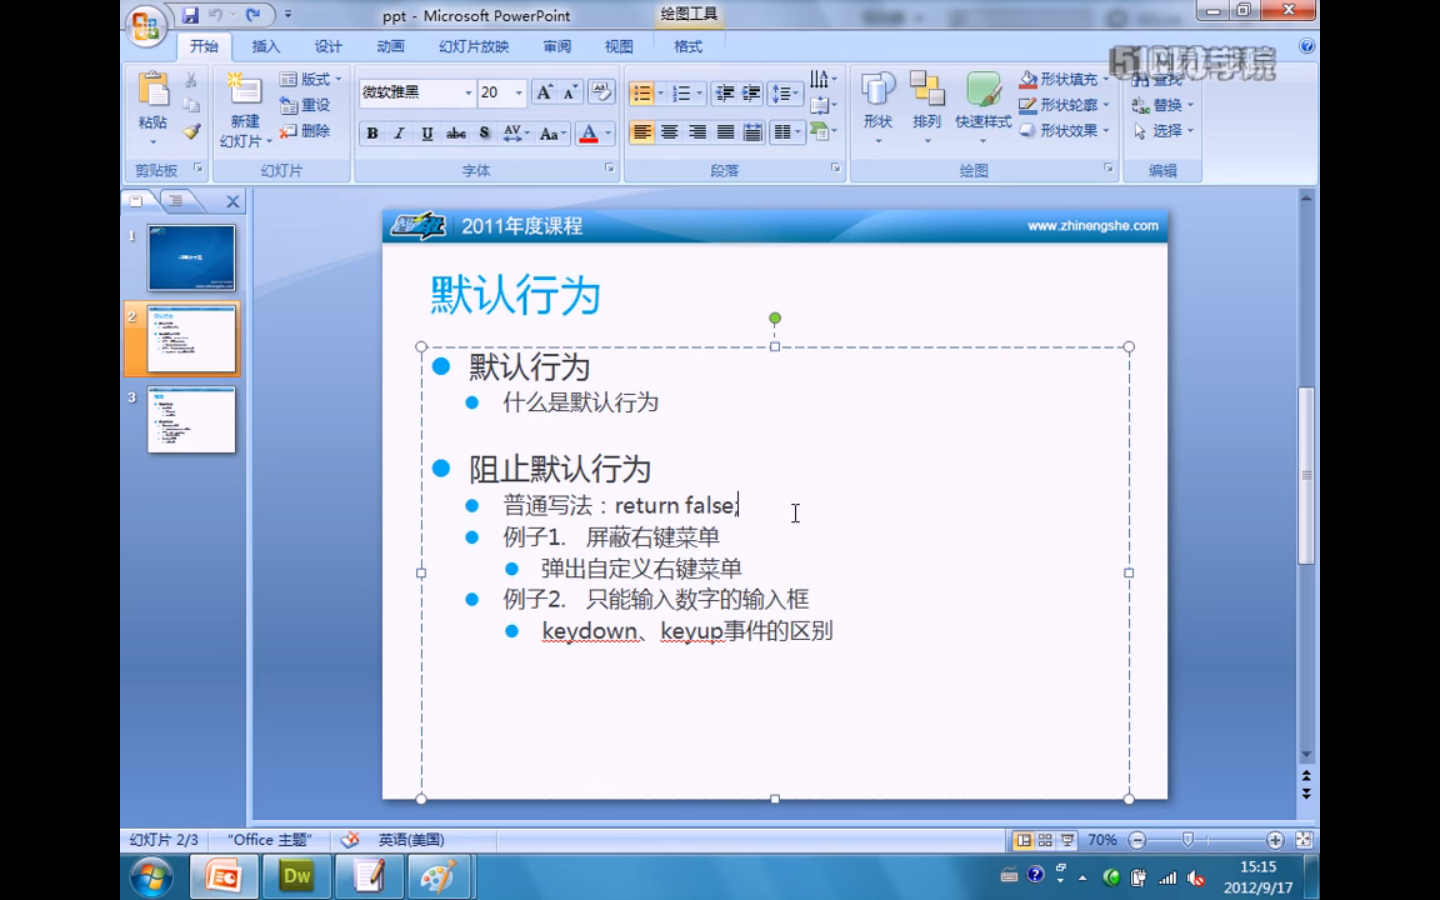 ppt - Microsoft PowerPoint
绘图工具
开始
插入
设计
动画
幻灯片放映
审阅
视图
格式
粘贴
剪贴板
新建
幻灯片
版式
重设
删除
幻灯片
微软雅黑
20
字体
段落
形状
排列
快速样式
形状填充
形状轮廓
形状效果
绘图
查找
替换
选择
编辑
1
2
3
2011年度课程
www.zhinengshe.com
默认行为
默认行为
什么是默认行为
阻止默认行为
普通写法：return false;
例子1. 屏蔽右键菜单
弹出自定义右键菜单
例子2. 只能输入数字的输入框
keydown、keyup事件的区别
幻灯片 2/3
"Office 主题"
英语(美国)
70%
Dw
15:15
2012/9/17